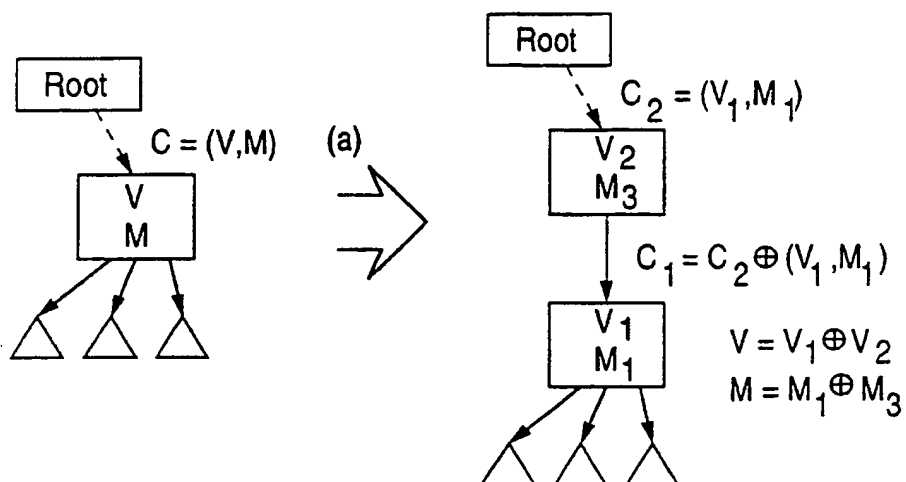 Root
C = (V,M)
V
M
(a)
Root
C₂ = (V₁,M₁)
V₂
M₃
C₁ = C₂ ⊕ (V₁,M₁)
V₁
M₁
V = V₁ ⊕ V₂
M = M₁ ⊕ M₃